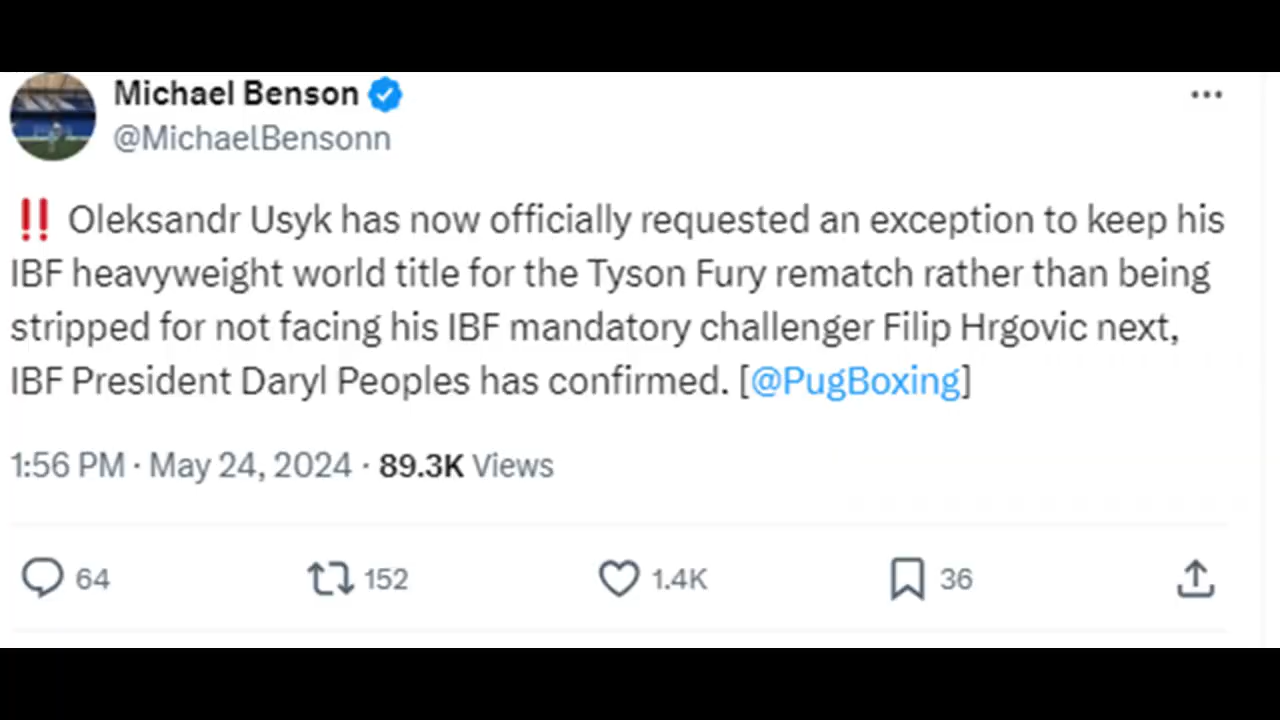 Michael Benson
@MichaelBensonn
‼️ Oleksandr Usyk has now officially requested an exception to keep his
IBF heavyweight world title for the Tyson Fury rematch rather than being
stripped for not facing his IBF mandatory challenger Filip Hrgovic next,
IBF President Daryl Peoples has confirmed. [@PugBoxing]
1:56 PM · May 24, 2024 · 89.3K Views
64 152 1.4K 36